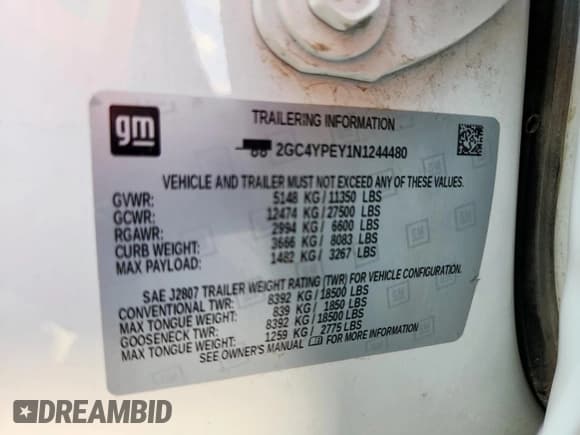 gm
TRAILERING INFORMATION
2GC4YPEY1N1244480
VEHICLE AND TRAILER MUST NOT EXCEED ANY OF THESE VALUES.
GVWR: 5148 KG/11350 LBS
GCWR: 12474 KG/27500 LBS
RGAWR: 2994 KG/ 6600 LBS
CURB WEIGHT: 3666 KG/ 8083 LBS
MAX PAYLOAD: 1482 KG/ 3267 LBS
SAE J2807 TRAILER WEIGHT RATING (TWR) FOR VEHICLE CONFIGURATION.
CONVENTIONAL TWR: 8392 KG/18500 LBS
MAX TONGUE WEIGHT: 839 KG/ 1850 LBS
GOOSENECK TWR: 8392 KG/18500 LBS
MAX TONGUE WEIGHT: 1259 KG/ 2775 LBS
SEE OWNER'S MANUAL
DREAMBID